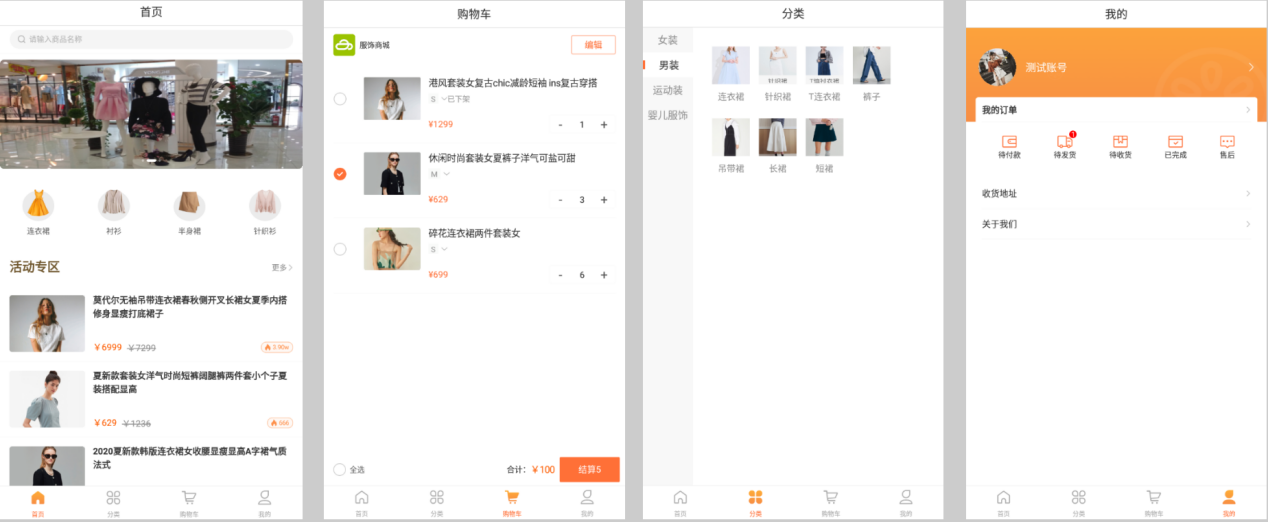 首页
请输入商品名称
连衣裙
衬衫
半身裙
针织衫
活动专区
更多
莫代尔无袖吊带连衣裙春秋侧开叉长裙女夏季内搭
修身显瘦打底裙子
￥6999 ￥7299
3.90w
夏新款套装女洋气时尚短裤阔腿裤两件套小个子夏
装搭配显高
￥629 ￥1236
666
2020夏新款韩版连衣裙女收腰显瘦显高A字裙气质
法式
首页
分类
购物车
我的
购物车
服饰商城
编辑
港风套装女复古chic减龄短袖 ins复古穿搭
S 已下架
¥1299
- 1 +
休闲时尚套装女夏裤子洋气可盐可甜
M
¥629
- 3 +
碎花连衣裙两件套装女
S
¥699
- 6 +
全选
合计： ￥100
结算5
首页
分类
购物车
我的
分类
女装
男装
运动装
婴儿服饰
连衣裙
针织裙
T连衣裙
裤子
吊带裙
长裙
短裙
首页
分类
购物车
我的
我的
测试账号
我的订单
1
待付款
待发货
待收货
已完成
售后
收货地址
关于我们
首页
分类
购物车
我的